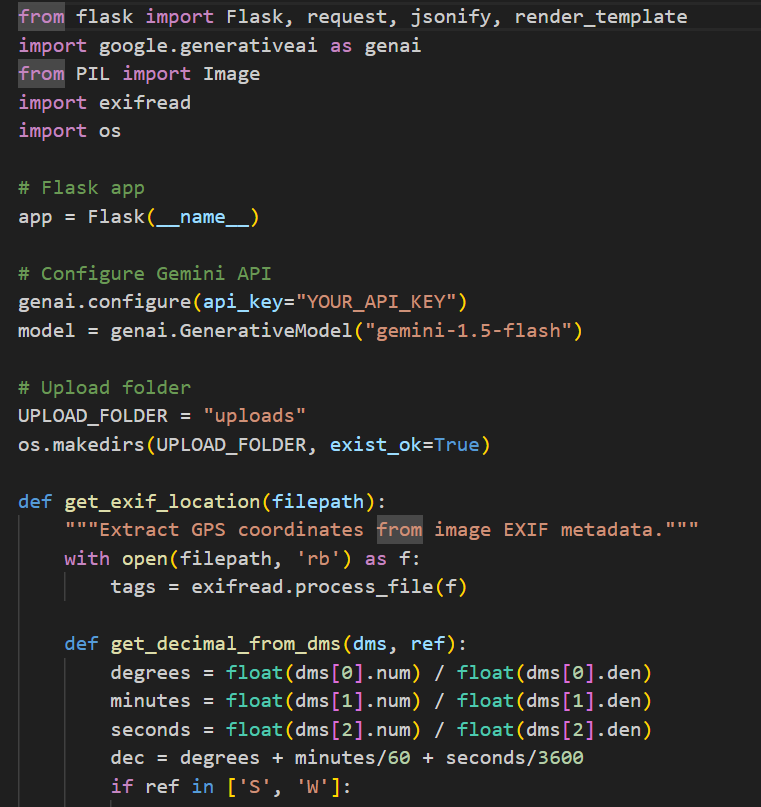 from flask import Flask, request, jsonify, render_template
import google.generativeai as genai
from PIL import Image
import exifread
import os

# Flask app
app = Flask(__name__)

# Configure Gemini API
genai.configure(api_key="YOUR_API_KEY")
model = genai.GenerativeModel("gemini-1.5-flash")

# Upload folder
UPLOAD_FOLDER = "uploads"
os.makedirs(UPLOAD_FOLDER, exist_ok=True)

def get_exif_location(filepath):
    """Extract GPS coordinates from image EXIF metadata."""
    with open(filepath, 'rb') as f:
        tags = exifread.process_file(f)

    def get_decimal_from_dms(dms, ref):
        degrees = float(dms[0].num) / float(dms[0].den)
        minutes = float(dms[1].num) / float(dms[1].den)
        seconds = float(dms[2].num) / float(dms[2].den)
        dec = degrees + minutes/60 + seconds/3600
        if ref in ['S', 'W']: